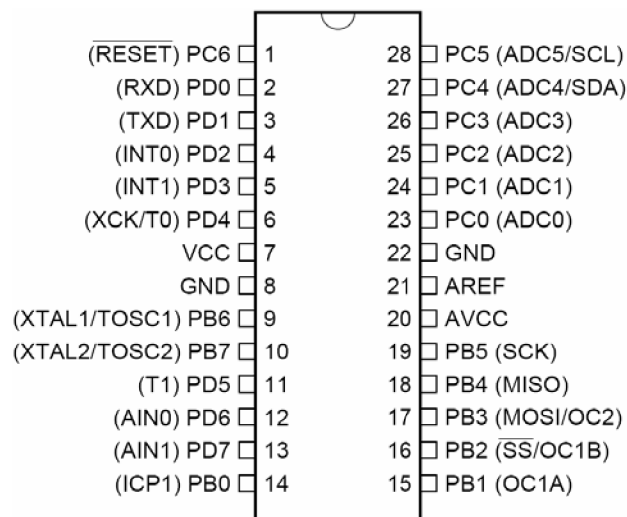 (RESET) PC6 1 28 PC5 (ADC5/SCL)
(RXD) PD0 2 27 PC4 (ADC4/SDA)
(TXD) PD1 3 26 PC3 (ADC3)
(INT0) PD2 4 25 PC2 (ADC2)
(INT1) PD3 5 24 PC1 (ADC1)
(XCK/T0) PD4 6 23 PC0 (ADC0)
VCC 7 22 GND
GND 8 21 AREF
(XTAL1/TOSC1) PB6 9 20 AVCC
(XTAL2/TOSC2) PB7 10 19 PB5 (SCK)
(T1) PD5 11 18 PB4 (MISO)
(AIN0) PD6 12 17 PB3 (MOSI/OC2)
(AIN1) PD7 13 16 PB2 (SS/OC1B)
(ICP1) PB0 14 15 PB1 (OC1A)